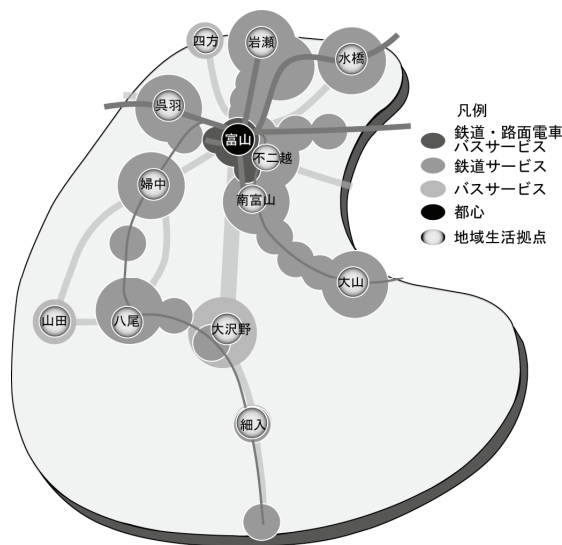 四方
岩瀬
水橋
呉羽
富山
不二越
婦中
南富山
大山
山田
八尾
大沢野
細入
凡例
鉄道・路面電車
バスサービス
鉄道サービス
バスサービス
都心
地域生活拠点